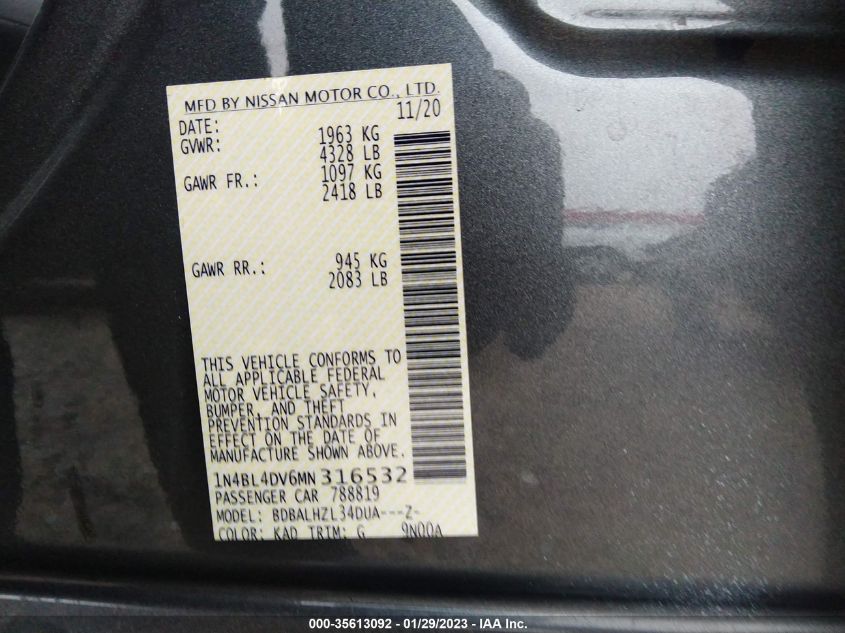 MFD BY NISSAN MOTOR CO., LTD.
DATE: 11/20
GVWR: 1963 KG
4328 LB
GAWR FR.: 1097 KG
2418 LB
GAWR RR.: 945 KG
2083 LB
THIS VEHICLE CONFORMS TO
ALL APPLICABLE FEDERAL
MOTOR VEHICLE SAFETY,
BUMPER, AND THEFT
PREVENTION STANDARDS IN
EFFECT ON THE DATE OF
MANUFACTURE SHOWN ABOVE.
1N4BL4DV6MN316532
PASSENGER CAR 788819
MODEL: BDBALHZL34DUA---Z-
COLOR: KAD TRIM: G 9N00A
000-35613092 - 01/29/2023 - IAA Inc.